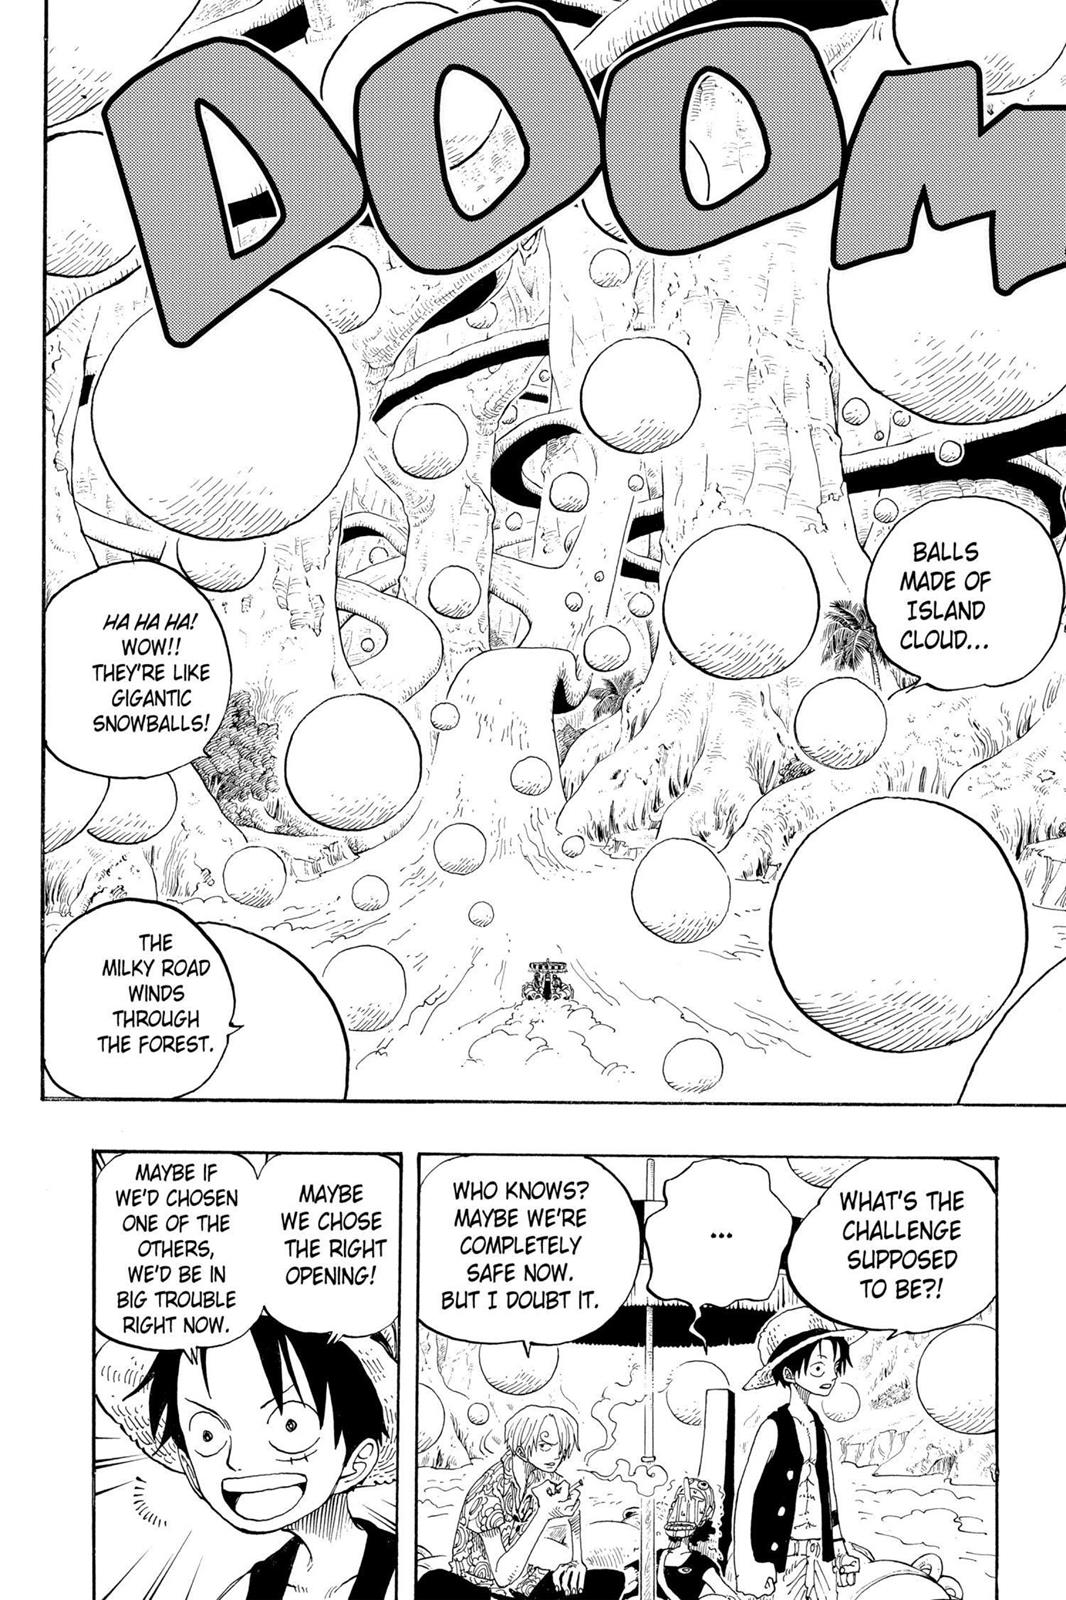 DOOM
BALLS
MADE OF
ISLAND
CLOUD...
HA HA HA!
WOW!!
THEY'RE LIKE
GIGANTIC
SNOWBALLS!
THE
MILKY ROAD
WINDS
THROUGH
THE FOREST.
WHAT'S THE
CHALLENGE
SUPPOSED
TO BE?!
...
WHO KNOWS?
MAYBE WE'RE
COMPLETELY
SAFE NOW.
BUT I DOUBT IT.
MAYBE
WE CHOSE
THE RIGHT
OPENING!
MAYBE IF
WE'D CHOSEN
ONE OF THE
OTHERS,
WE'D BE IN
BIG TROUBLE
RIGHT NOW.